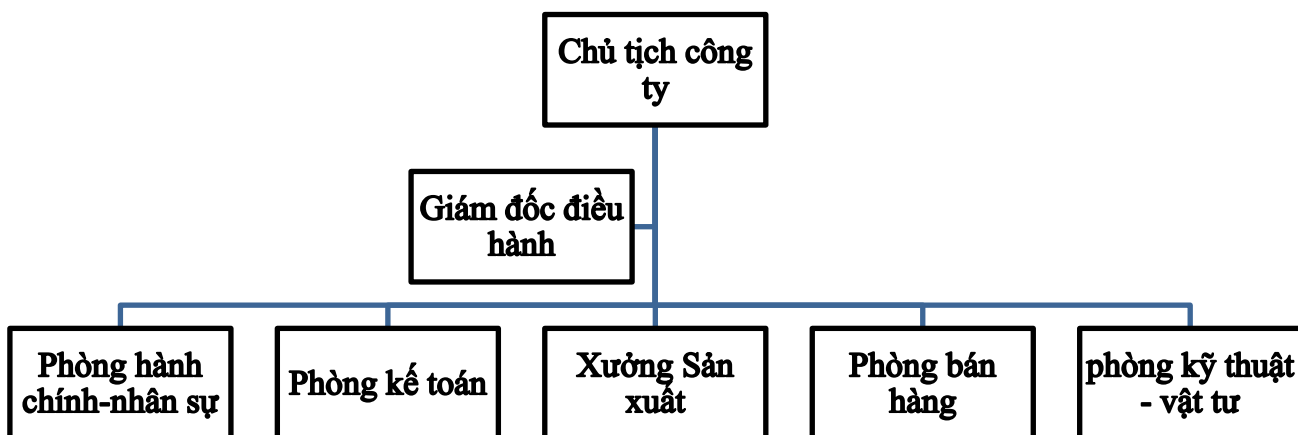 Chủ tịch công
ty
Giám đốc điều
hành
Phòng hành
chính-nhân sự
Phòng kế toán
Xưởng Sản
xuất
Phòng bán
hàng
phòng kỹ thuật
- vật tư